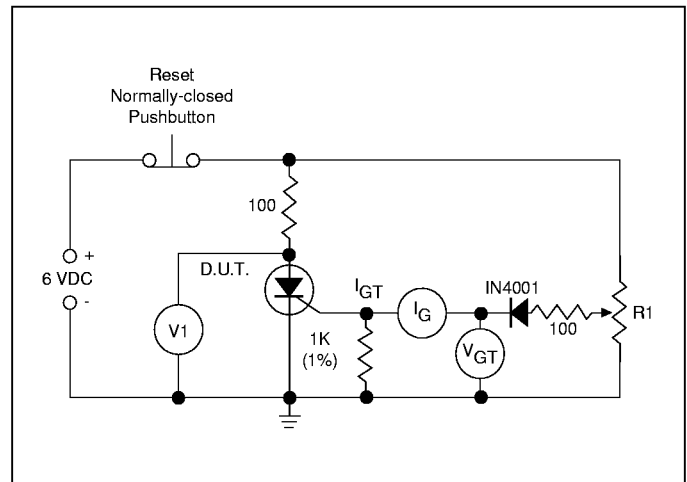 Reset
Normally-closed
Pushbutton
100
+
6 VDC
-
D.U.T.
V1
IGT
1K
(1%)
IG
IN4001
100
R1
VGT